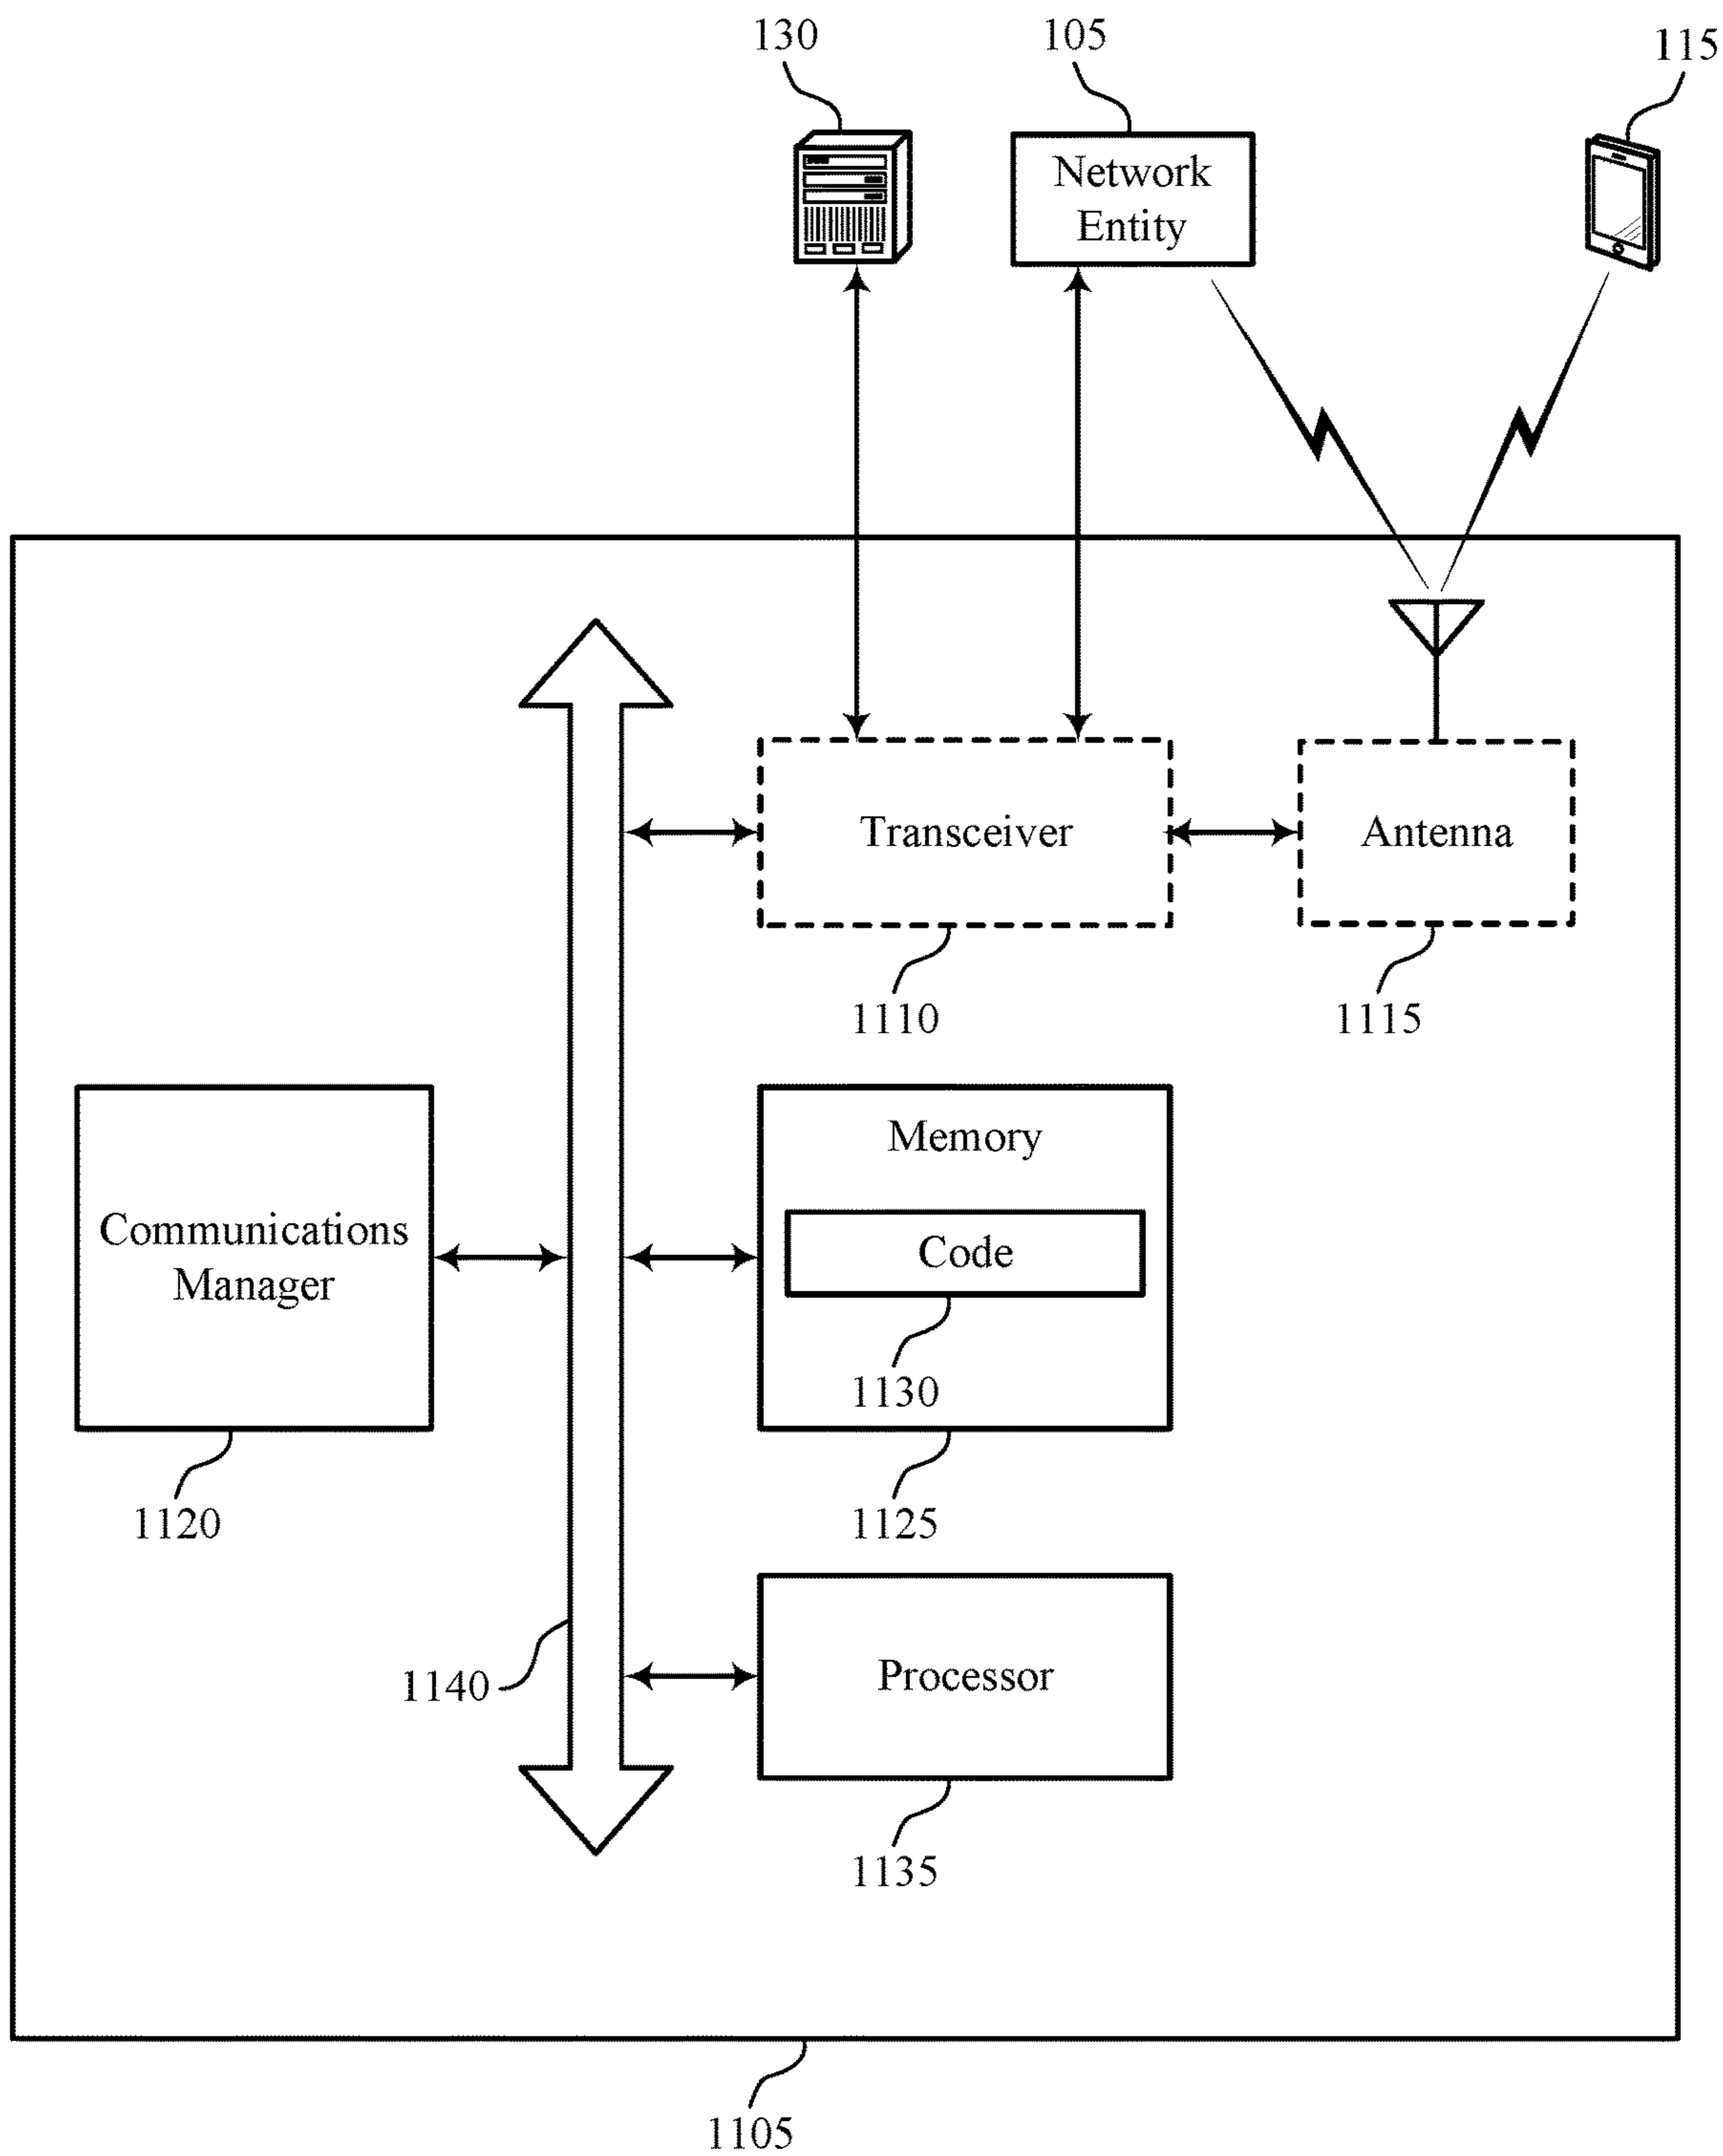 130
105
115
Network
Entity
Transceiver
Antenna
1110
1115
Communications
Manager
Memory
Code
1130
1120
1125
1140
Processor
1135
1105